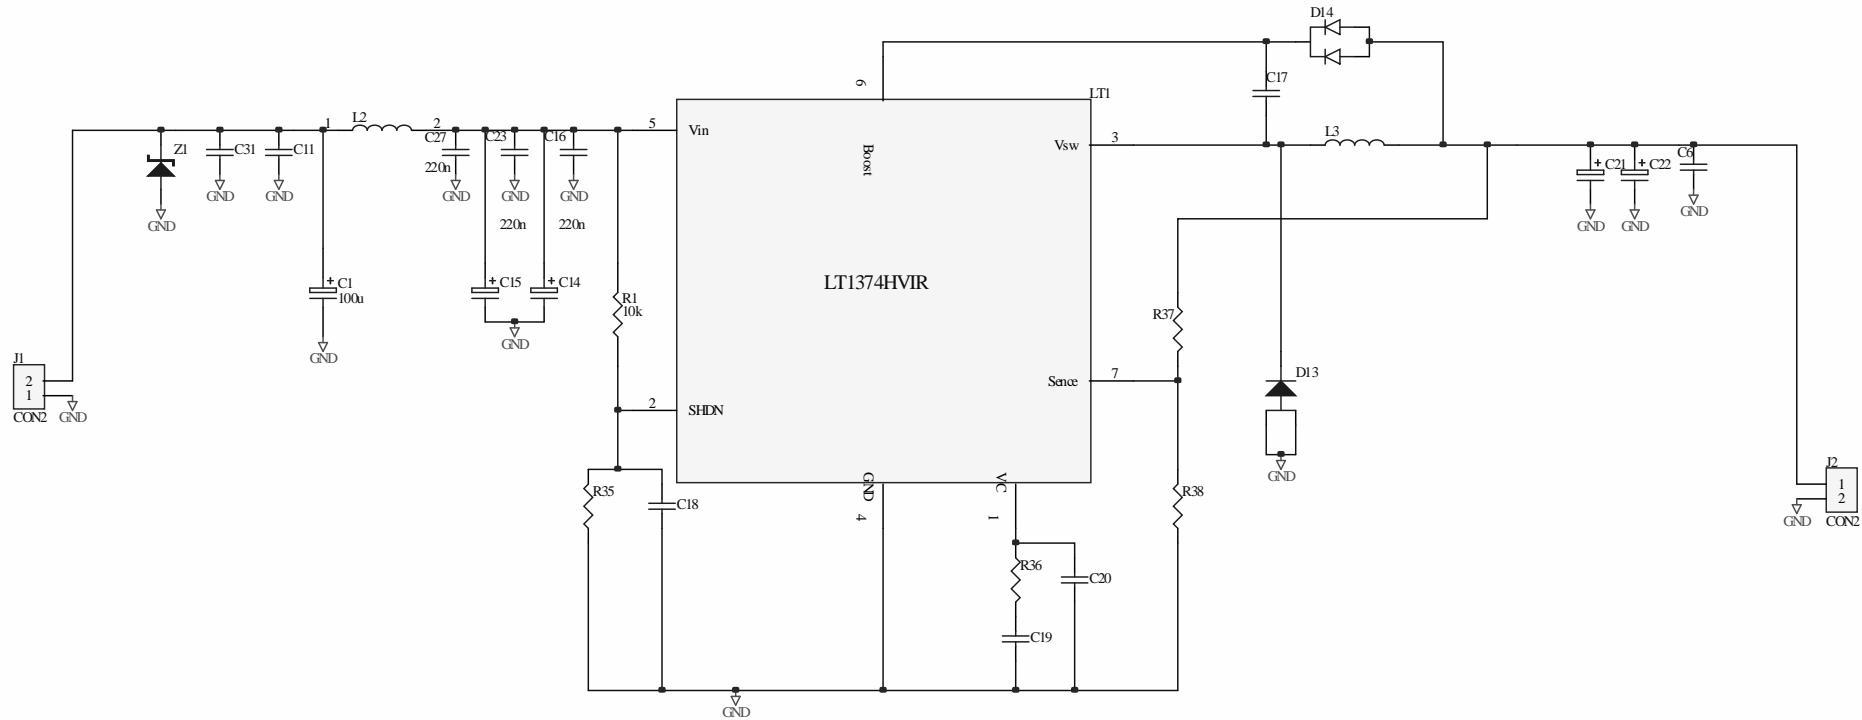 D14
6
C17
LT1
1
L2
2
5
Vin
Z1
C31
C11
C27
C23
C16
220n
3
Vsw
L3
Boost
GND
GND
GND
GND
GND
GND
220n
220n
+
C21
+
C22
C6
GND
GND
GND
+
C1
100u
+
C15
+
C14
R1
10k
LT1374HVIR
R37
GND
GND
J1
2
1
CON2
GND
2
SHDN
Sence
7
D13
GND
R35
C18
GND
4
VC
1
R38
J2
1
2
CON2
GND
R36
C20
C19
GND